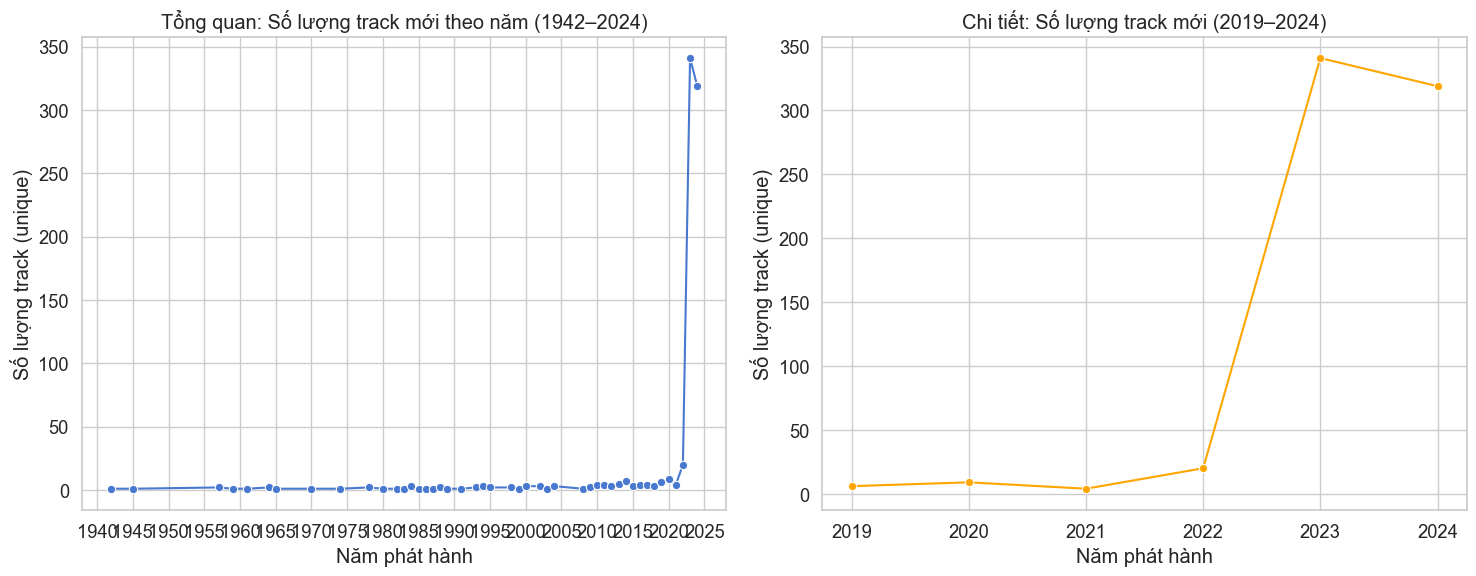 Tổng quan: Số lượng track mới theo năm (1942–2024)
Số lượng track (unique)
350
300
250
200
150
100
50
0
1940 1945 1950 1955 1960 1965 1970 1975 1980 1985 1990 1995 2000 2005 2010 2015 2020 2025
Năm phát hành
Chi tiết: Số lượng track mới (2019–2024)
Số lượng track (unique)
350
300
250
200
150
100
50
0
2019 2020 2021 2022 2023 2024
Năm phát hành